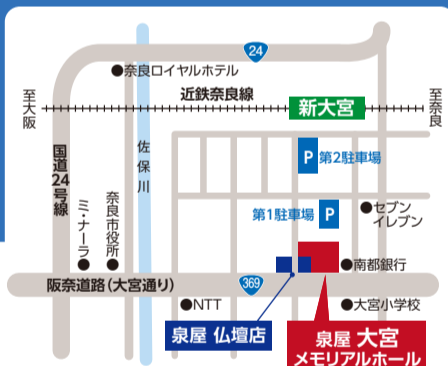 24
奈良ロイヤルホテル
至大阪
近鉄奈良線
新大宮
至奈良
国道24号線
佐保川
P 第2駐車場
ミ・ナーラ
奈良市役所
第1駐車場 P
セブン
イレブン
南都銀行
阪奈道路(大宮通り)
369
NTT
大宮小学校
泉屋 仏壇店
泉屋 大宮
メモリアルホール